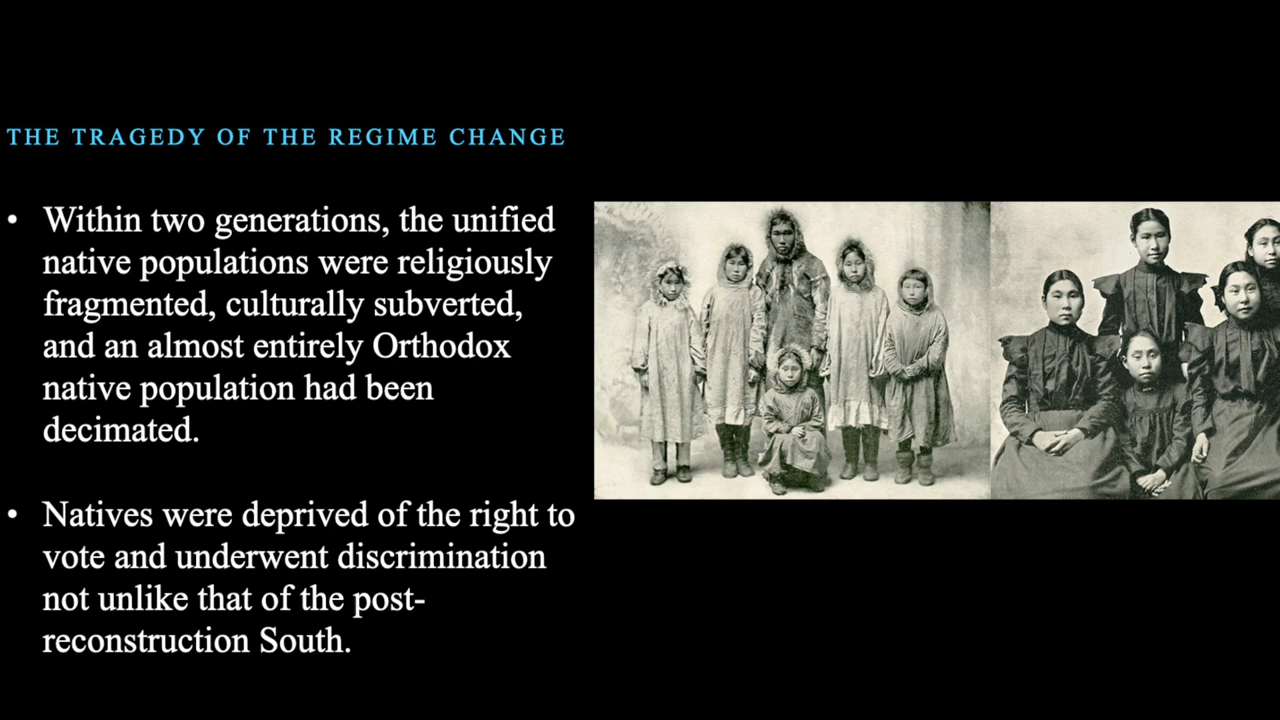 THE TRAGEDY OF THE REGIME CHANGE
• Within two generations, the unified
native populations were religiously
fragmented, culturally subverted,
and an almost entirely Orthodox
native population had been
decimated.
• Natives were deprived of the right to
vote and underwent discrimination
not unlike that of the post-
reconstruction South.